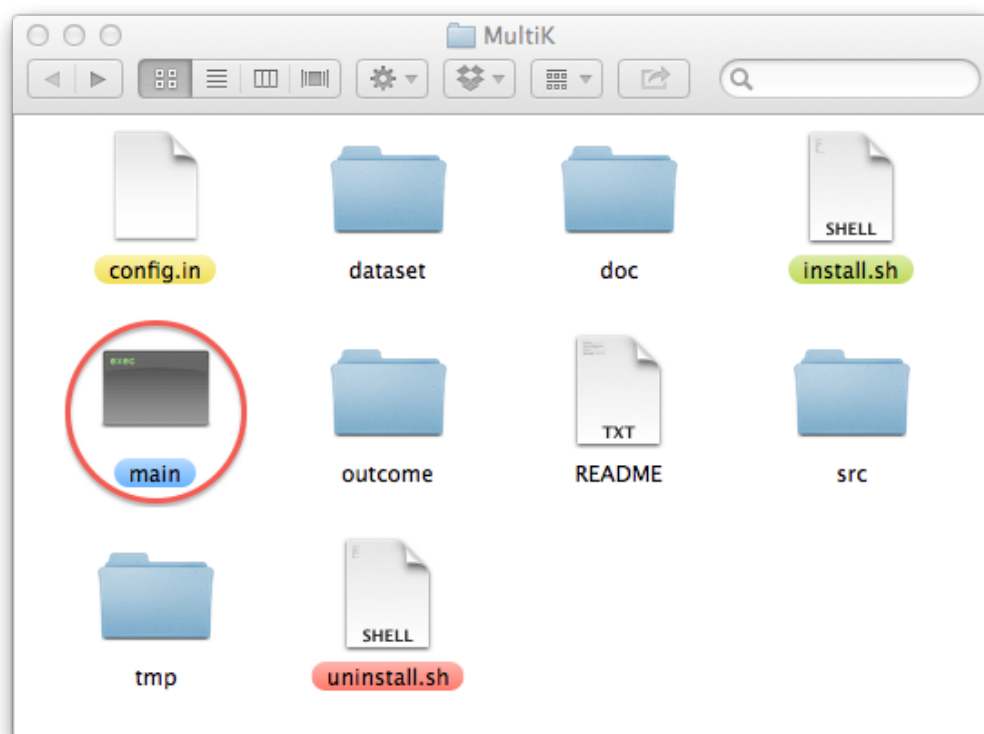 MultiK
SHELL
config.in dataset doc install.sh
exec
TXT
main outcome README src
SHELL
tmp uninstall.sh